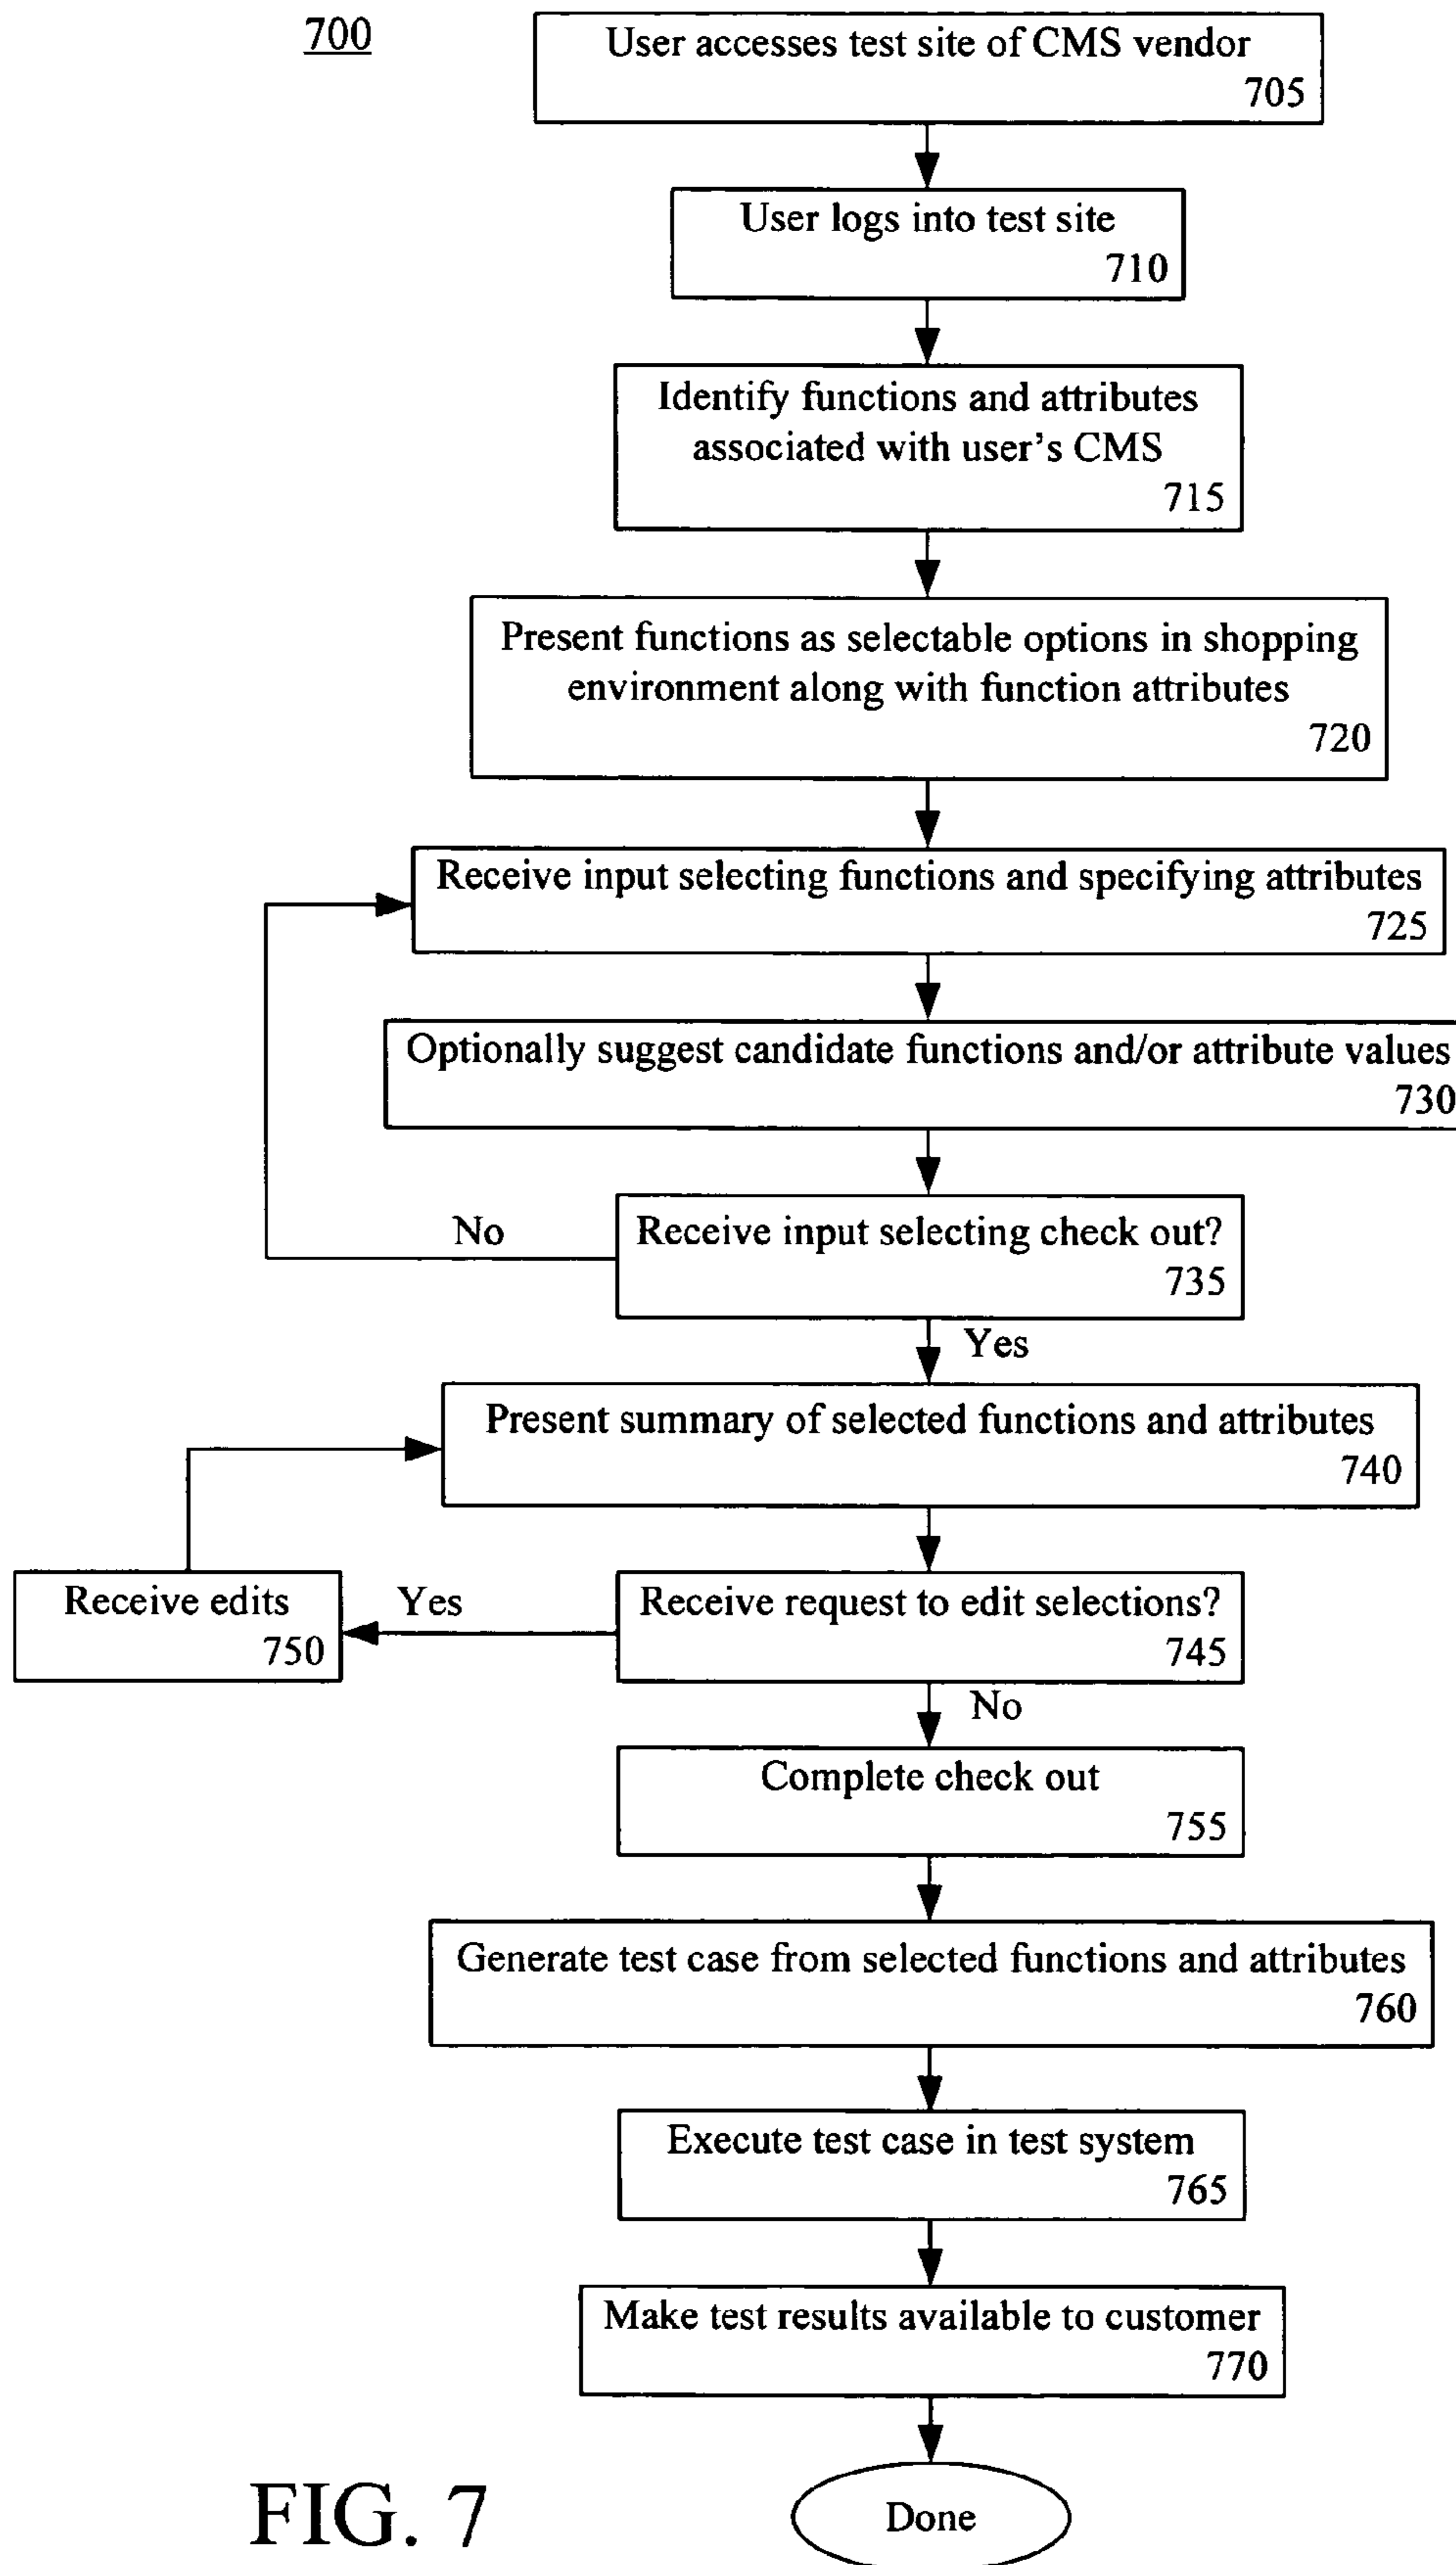 700
User accesses test site of CMS vendor
705
User logs into test site
710
Identify functions and attributes
associated with user's CMS
715
Present functions as selectable options in shopping
environment along with function attributes
720
Receive input selecting functions and specifying attributes
725
Optionally suggest candidate functions and/or attribute values
730
No
Receive input selecting check out?
735
Yes
Present summary of selected functions and attributes
740
Receive edits
750
Yes
Receive request to edit selections?
745
No
Complete check out
755
Generate test case from selected functions and attributes
760
Execute test case in test system
765
Make test results available to customer
770
Done
FIG. 7